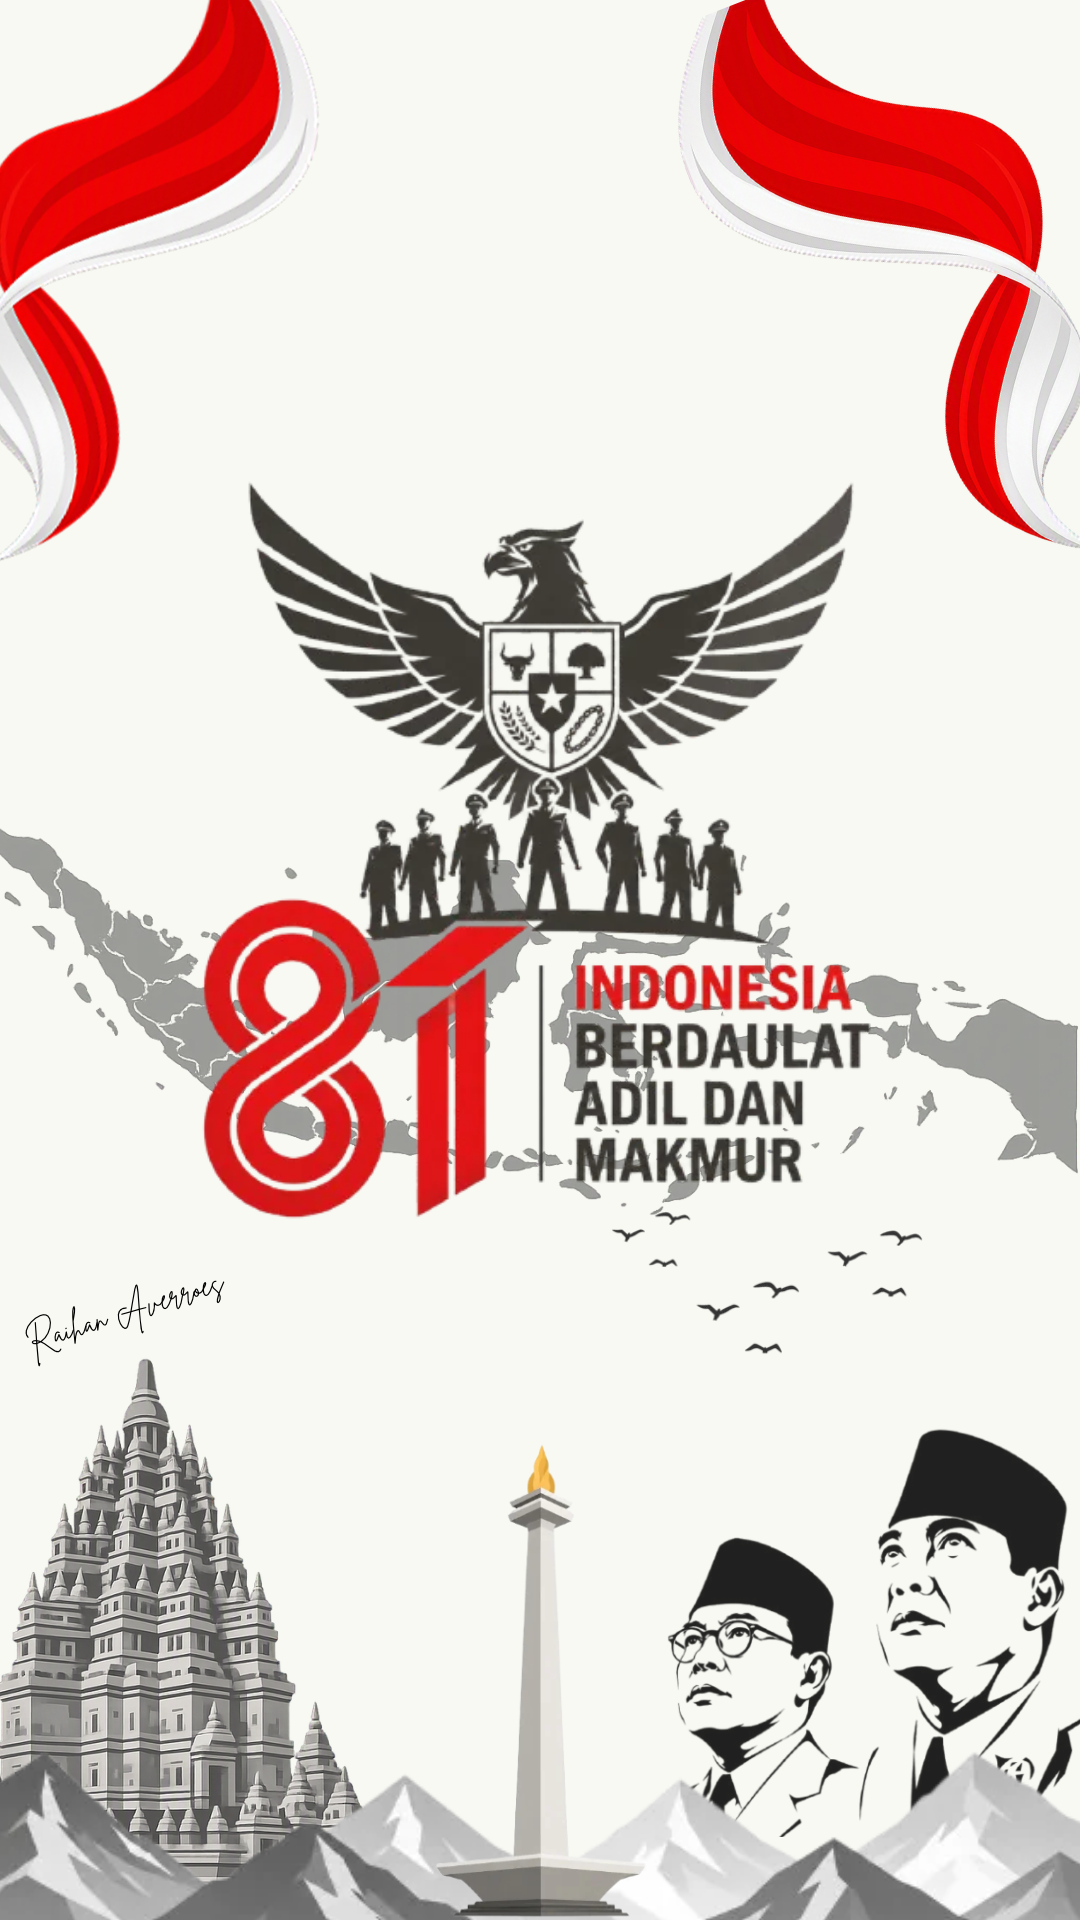 81
INDONESIA
BERDAULAT
ADIL DAN
MAKMUR
Raihan Averroes